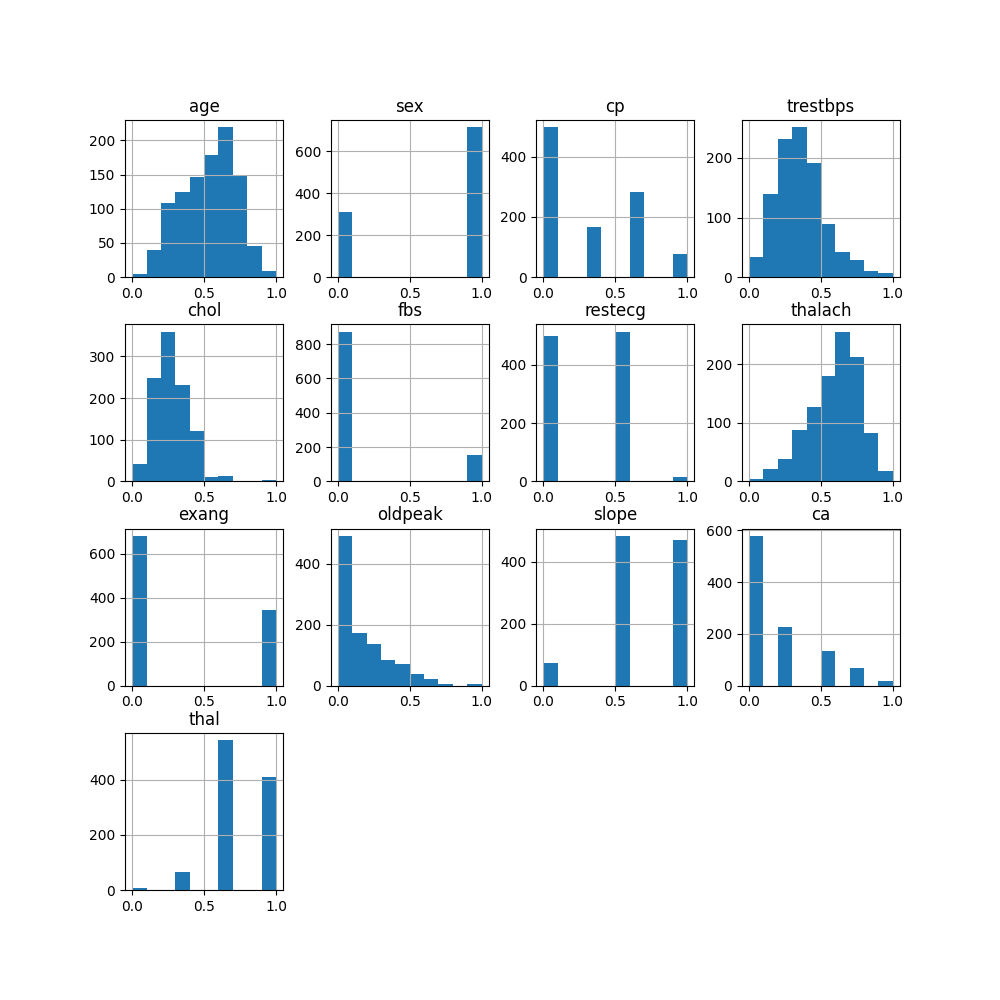 age sex cp trestbps
200 150 100 50 0
600 400 200 0
400 200 0
200 100 0
0.0 0.5 1.0 0.0 0.5 1.0 0.0 0.5 1.0 0.0 0.5 1.0
chol fbs restecg thalach
300 200 100 0
800 600 400 200 0
400 200 0
200 100 0
0.0 0.5 1.0 0.0 0.5 1.0 0.0 0.5 1.0 0.0 0.5 1.0
exang oldpeak slope ca
600 400 200 0
400 200 0
400 200 0
600 400 200 0
0.0 0.5 1.0 0.0 0.5 1.0 0.0 0.5 1.0 0.0 0.5 1.0
thal
400 200 0
0.0 0.5 1.0